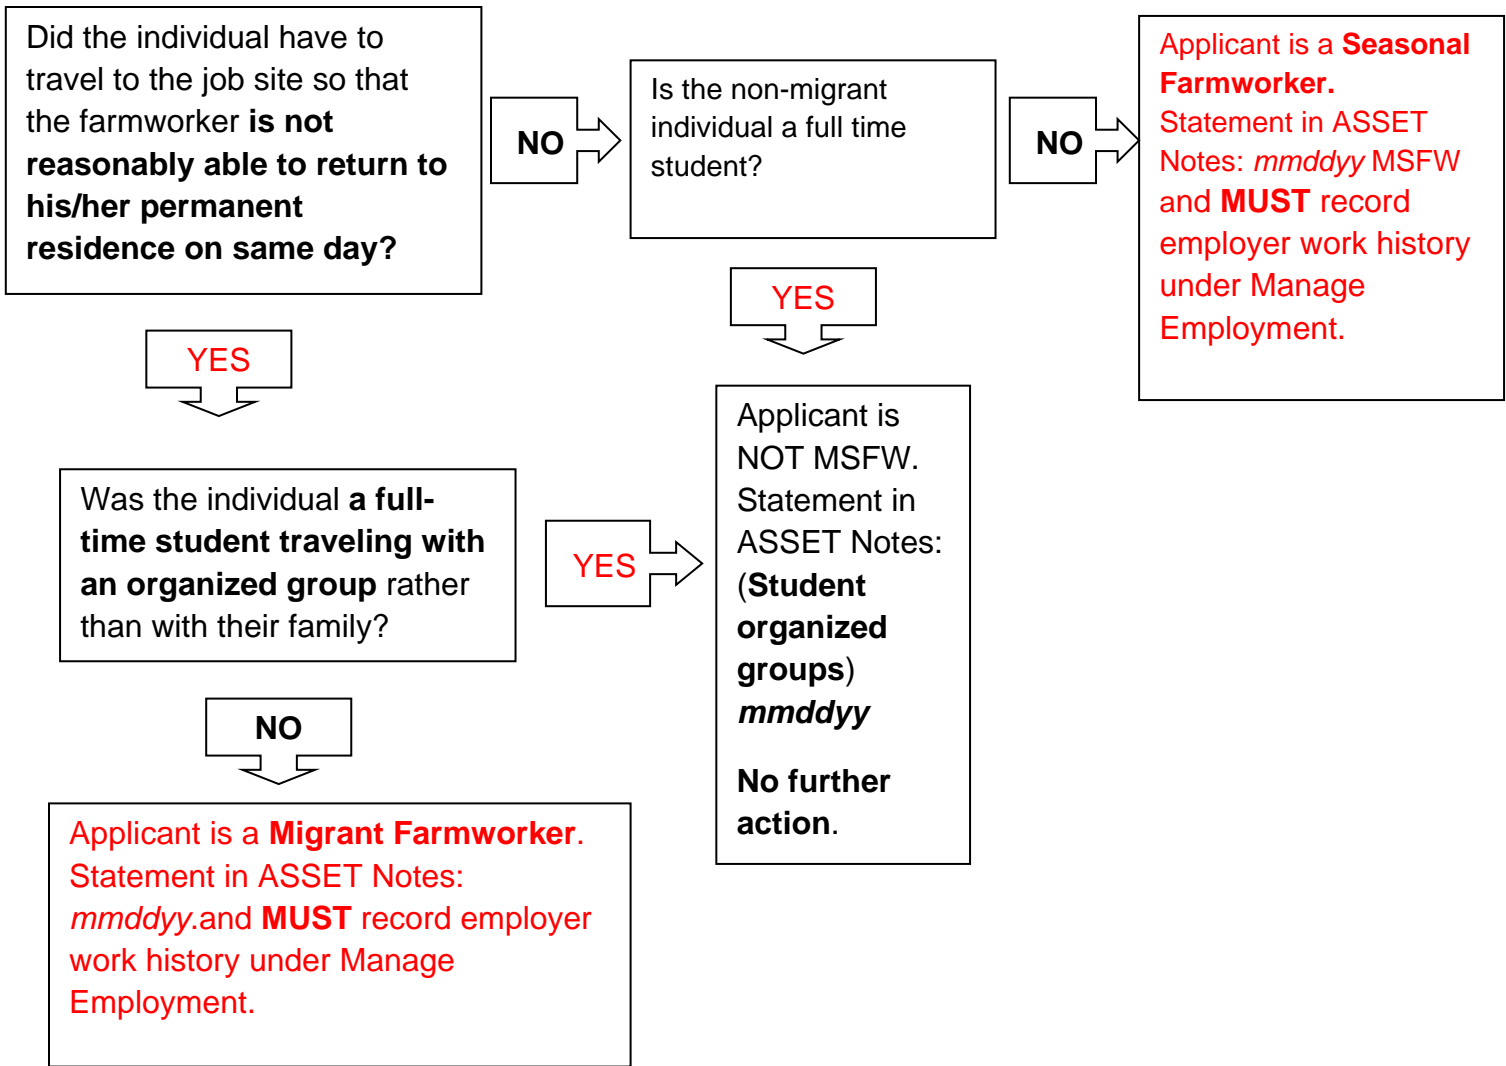 Did the individual have to
travel to the job site so that
the farmworker is not
reasonably able to return to
his/her permanent
residence on same day?
NO
Is the non-migrant
individual a full time
student?
NO
Applicant is a Seasonal
Farmworker.
Statement in ASSET
Notes: mmddyy MSFW
and MUST record
employer work history
under Manage
Employment.
YES
YES
Was the individual a full-
time student traveling with
an organized group rather
than with their family?
YES
Applicant is
NOT MSFW.
Statement in
ASSET Notes:
(Student
organized
groups)
mmddyy
No further
action.
NO
Applicant is a Migrant Farmworker.
Statement in ASSET Notes:
mmddyy.and MUST record employer
work history under Manage
Employment.